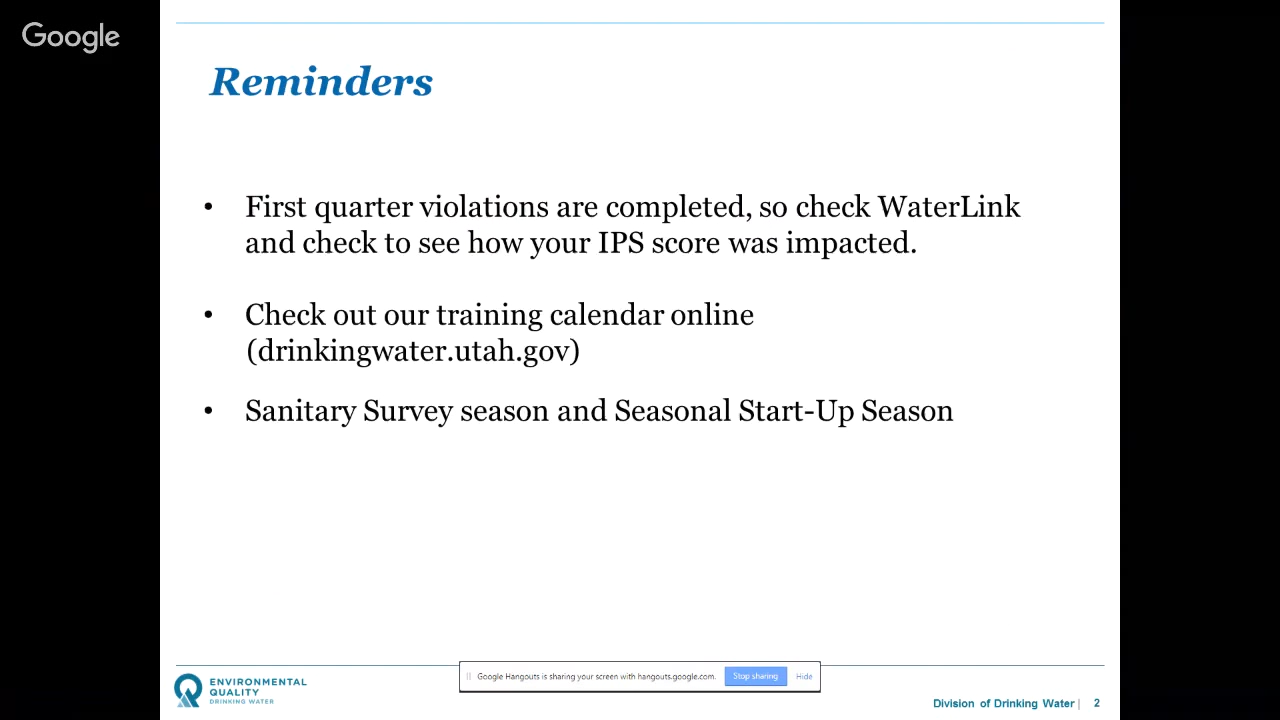 Google
Reminders
• First quarter violations are completed, so check WaterLink
and check to see how your IPS score was impacted.
• Check out our training calendar online
(drinkingwater.utah.gov)
• Sanitary Survey season and Seasonal Start-Up Season
ENVIRONMENTAL
QUALITY
DRINKING WATER
Google Hangouts is sharing your screen with hangouts.google.com. Stop sharing Hide
Division of Drinking Water | 2